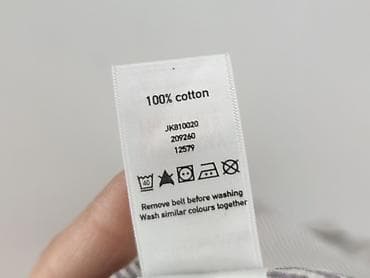 100% cotton
JK810020
209260
12579
40
Remove belt before washing
Wash similar colours together